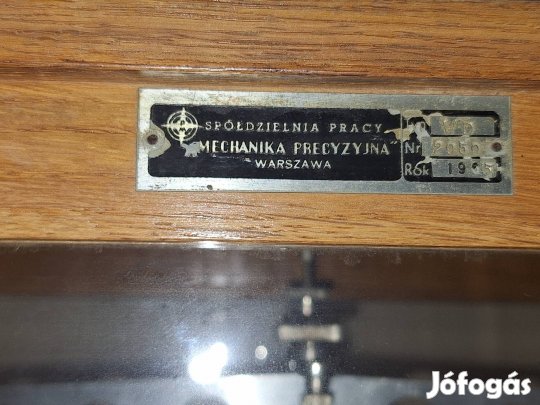 SPÓŁDZIELNIA PRACY
"MECHANIKA PRECYZYJNA"
WARSZAWA
Nr
Rok
Jófogás